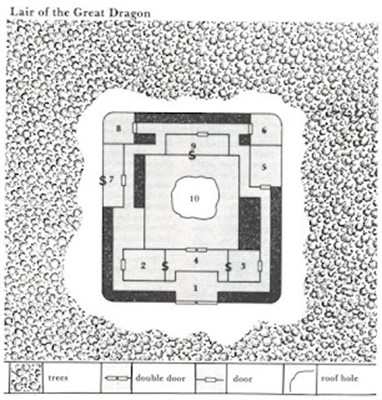 Lair of the Great Dragon
8
6
9
S
5
S 7
10
2
S
4
S
3
1
trees
double door
door
roof hole